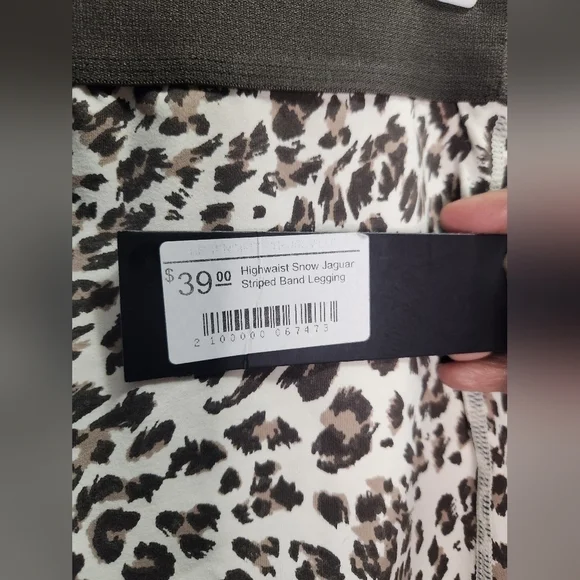 $39.00 Highwaist Snow Jaguar
Striped Band Legging
2 100000 067473